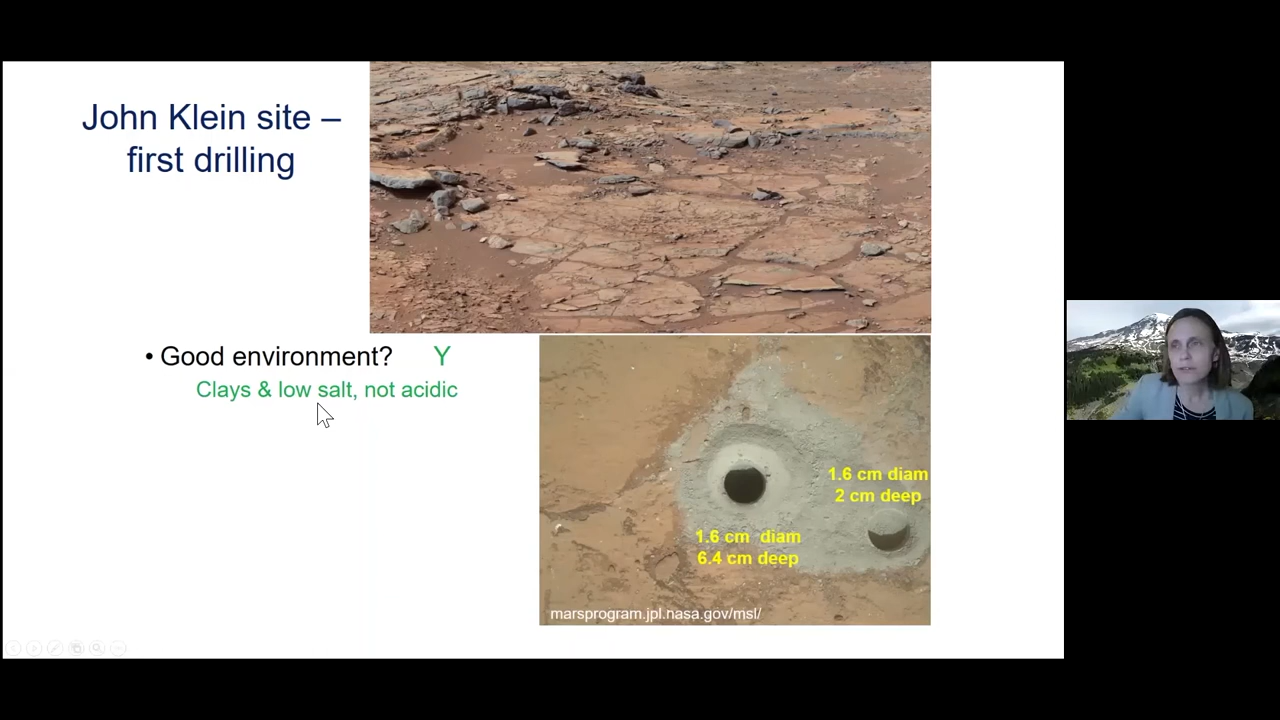 John Klein site –
first drilling
• Good environment? Y
Clays & low salt, not acidic
1.6 cm diam
2 cm deep
1.6 cm diam
6.4 cm deep
marsprogram.jpl.nasa.gov/msl/